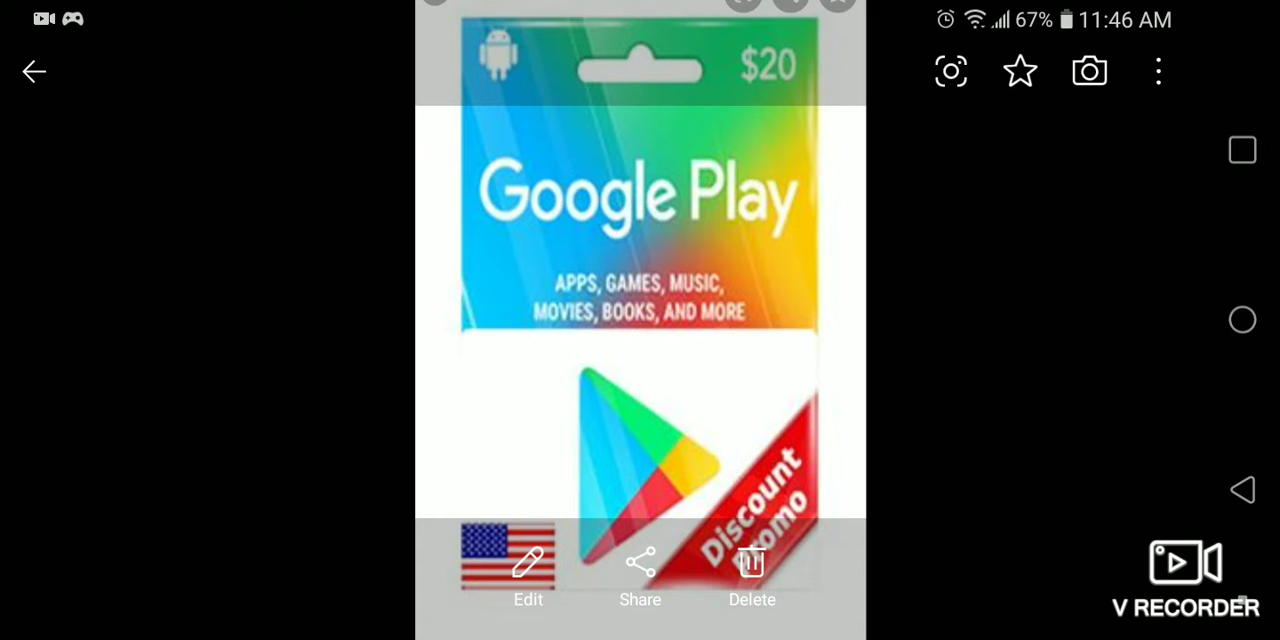 67% 11:46 AM
$20
Google Play
APPS, GAMES, MUSIC,
MOVIES, BOOKS, AND MORE
Discount
Promo
Edit Share Delete
V RECORDER